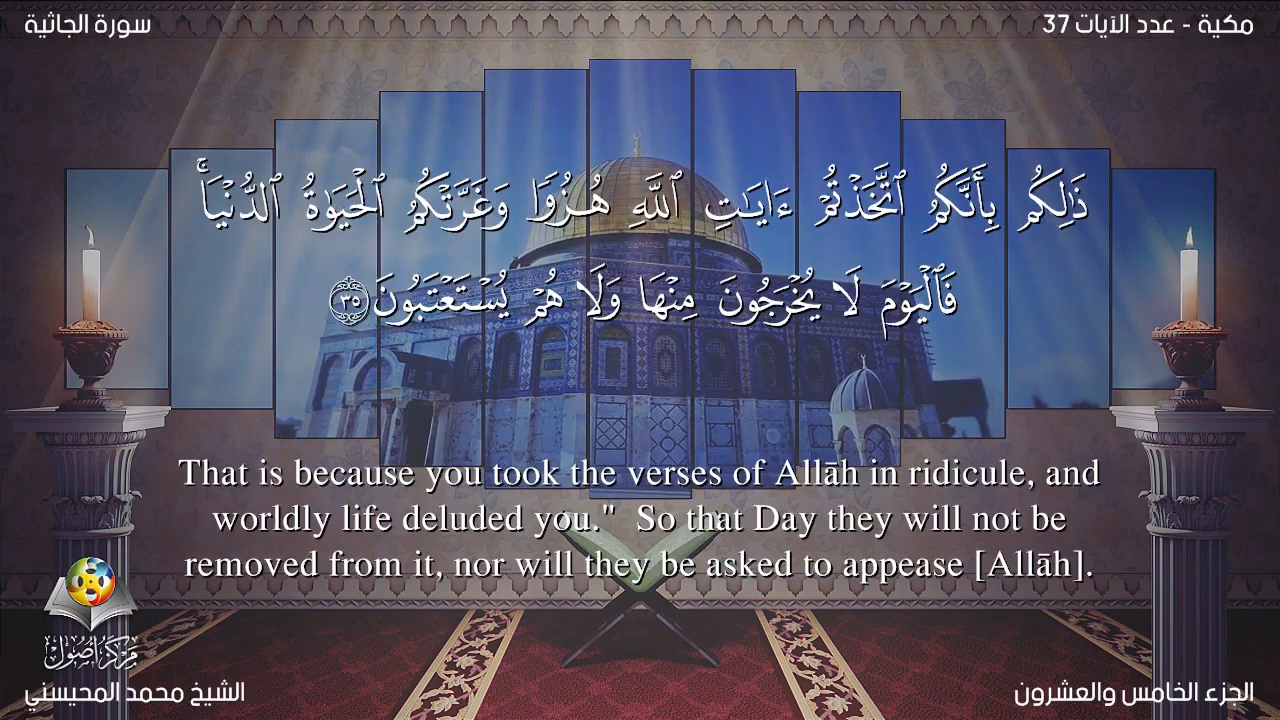 مكية - عدد الآيات 37
سورة الجاثية
ذَٰلِكُم بِأَنَّكُمُ ٱتَّخَذْتُمْ ءَايَـٰتِ ٱللَّهِ هُـزُوًا وَغَرَّتْكُمُ ٱلْحَيَوٰةُ ٱلدُّنْيَا ۚ
فَٱلْيَوْمَ لَا يُخْرَجُونَ مِنْهَا وَلَا هُمْ يُسْتَعْتَبُونَ ٣٥
That is because you took the verses of Allāh in ridicule, and
worldly life deluded you."  So that Day they will not be
removed from it, nor will they be asked to appease [Allāh].
مركز أصول
الجزء الخامس والعشرون
الشيخ محمد المحيسني